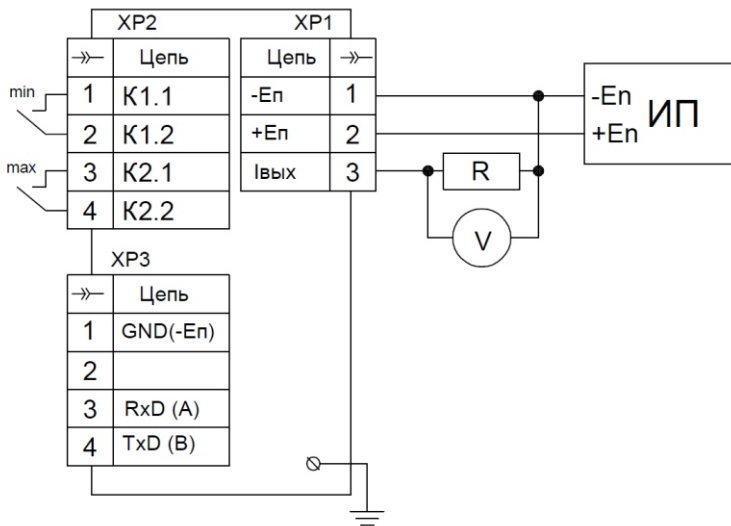 XP2
Цепь
min
1 К1.1
2 К1.2
max
3 К2.1
4 К2.2
XP1
Цепь
-Еп 1
+Еп 2
Iвых 3
R
V
-En
+En
ИП
XP3
Цепь
1 GND(-Еп)
2
3 RxD (A)
4 TxD (B)